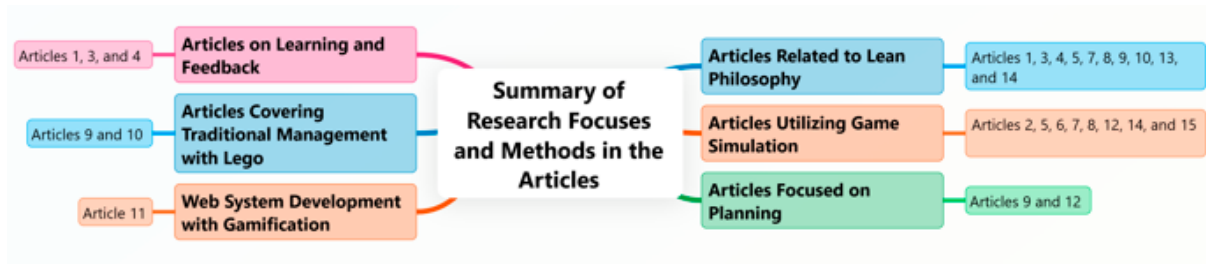 Summary of
Research Focuses
and Methods in the
Articles
Articles on Learning and
Feedback
Articles 1, 3, and 4
Articles Covering
Traditional Management
with Lego
Articles 9 and 10
Web System Development
with Gamification
Article 11
Articles Related to Lean
Philosophy
Articles 1, 3, 4, 5, 7, 8, 9, 10, 13,
and 14
Articles Utilizing Game
Simulation
Articles 2, 5, 6, 7, 8, 12, 14, and 15
Articles Focused on
Planning
Articles 9 and 12